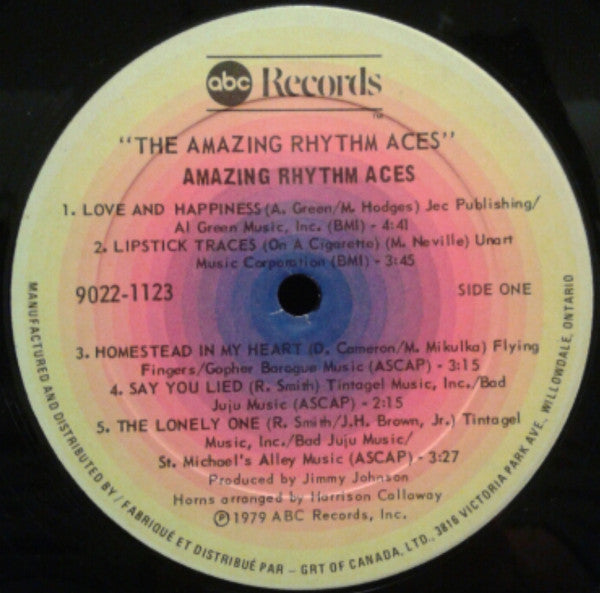 abc Records
TM
"THE AMAZING RHYTHM ACES"
AMAZING RHYTHM ACES
1. LOVE AND HAPPINESS (A. Green/M. Hodges) Jec Publishing/
Al Green Music, Inc. (BMI) - 4:41
2. LIPSTICK TRACES (On A Cigarette) (M. Neville) Unart
Music Corporation (BMI) - 3:45
9022-1123
SIDE ONE
3. HOMESTEAD IN MY HEART (D. Cameron/M. Mikulka) Flying
Fingers/Gopher Baroque Music (ASCAP) - 3:15
4. SAY YOU LIED (R. Smith) Tintagel Music, Inc./Bad
Juju Music (ASCAP) - 2:15
5. THE LONELY ONE (R. Smith/J.H. Brown, Jr.) Tintagel
Music, Inc./Bad Juju Music/
St. Michael's Alley Music (ASCAP) - 3:27
Produced by Jimmy Johnson
Horns arranged by Harrison Calloway
℗ 1979 ABC Records, Inc.
MANUFACTURED AND DISTRIBUTED BY / FABRIQUÉ ET DISTRIBUÉ PAR - GRT OF CANADA, LTD., 3816 VICTORIA PARK AVE. WILLOWDALE, ONTARIO